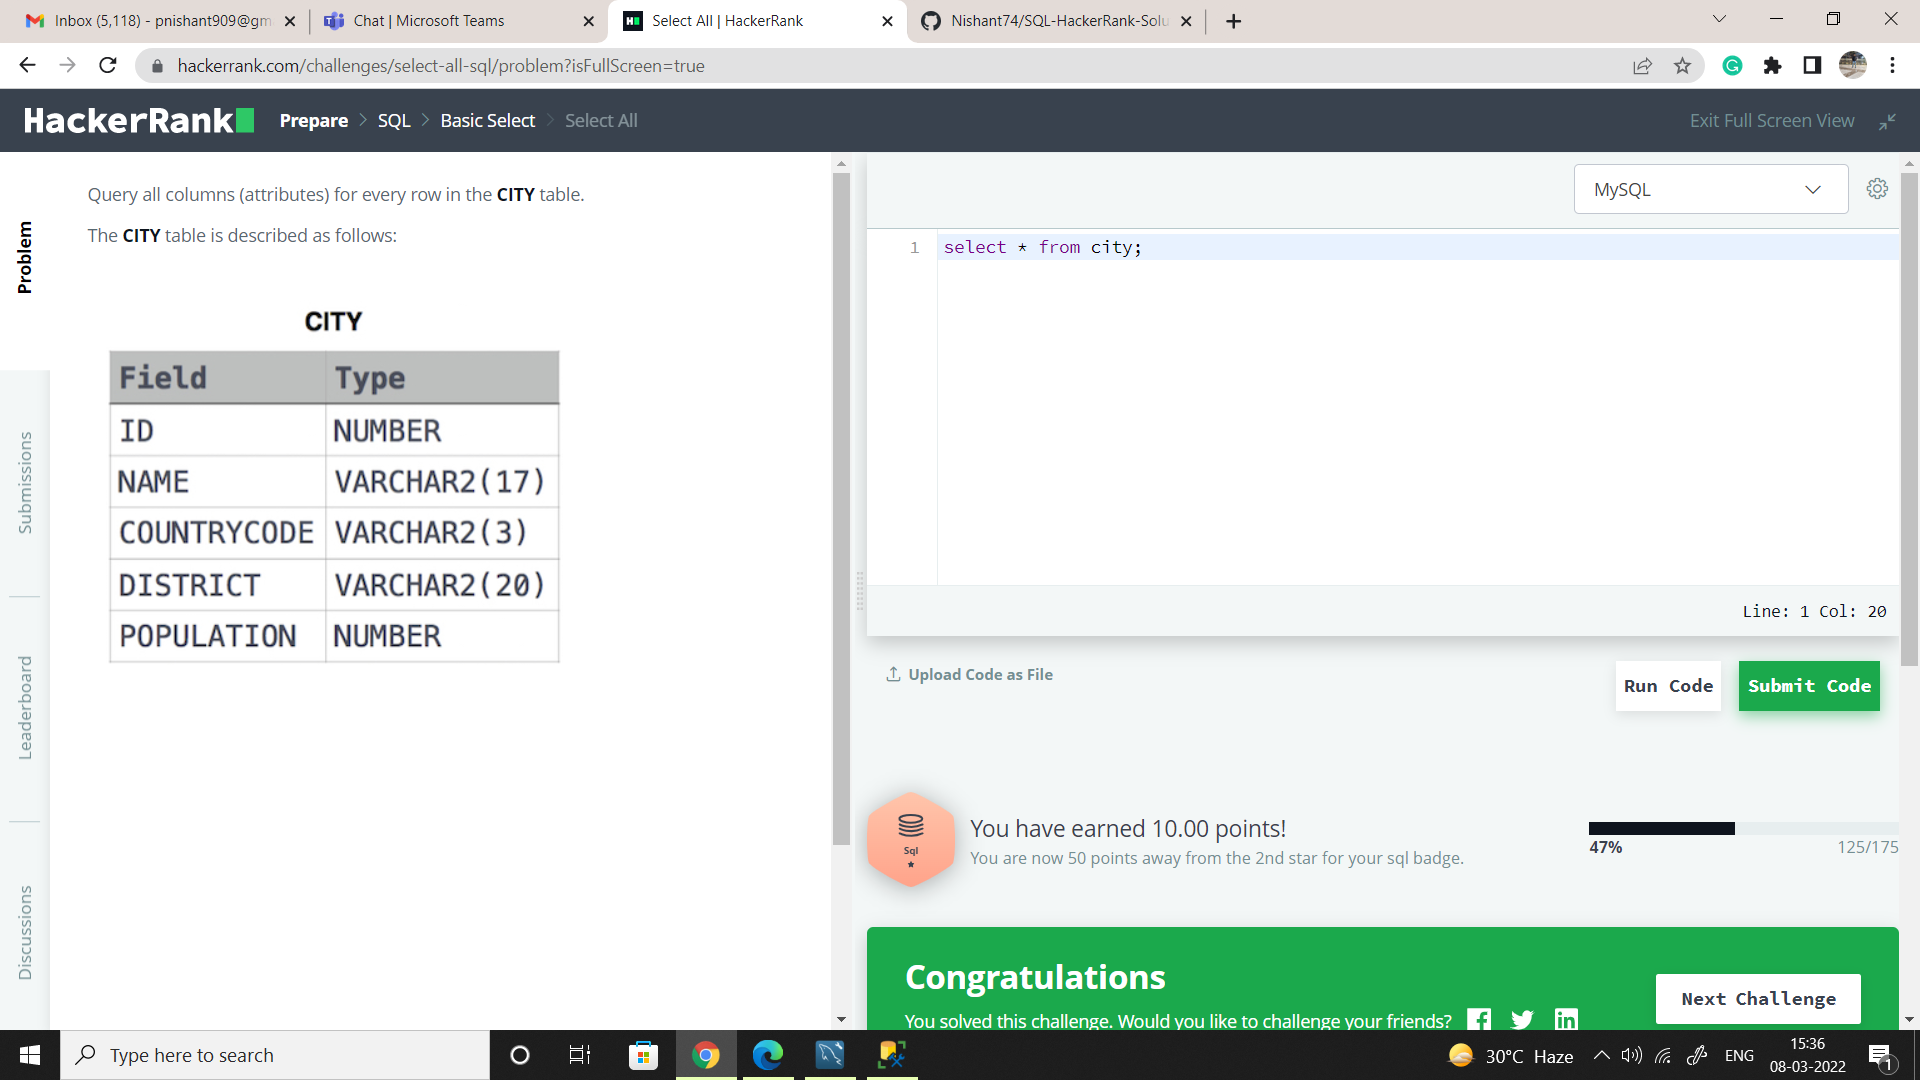 Inbox (5,118) - pnishant909@gm
Chat | Microsoft Teams
Select All | HackerRank
Nishant74/SQL-HackerRank-Solu
hackerrank.com/challenges/select-all-sql/problem?isFullScreen=true
HackerRank
Prepare > SQL > Basic Select > Select All
Exit Full Screen View
Problem
Submissions
Leaderboard
Discussions
Query all columns (attributes) for every row in the CITY table.
The CITY table is described as follows:
CITY
Field Type
ID NUMBER
NAME VARCHAR2(17)
COUNTRYCODE VARCHAR2(3)
DISTRICT VARCHAR2(20)
POPULATION NUMBER
MySQL
1 select * from city;
Line: 1 Col: 20
Upload Code as File
Run Code
Submit Code
Sql
You have earned 10.00 points!
You are now 50 points away from the 2nd star for your sql badge.
47% 125/175
Congratulations
You solved this challenge. Would you like to challenge your friends?
Next Challenge
Type here to search
30°C Haze
ENG
15:36
08-03-2022
1